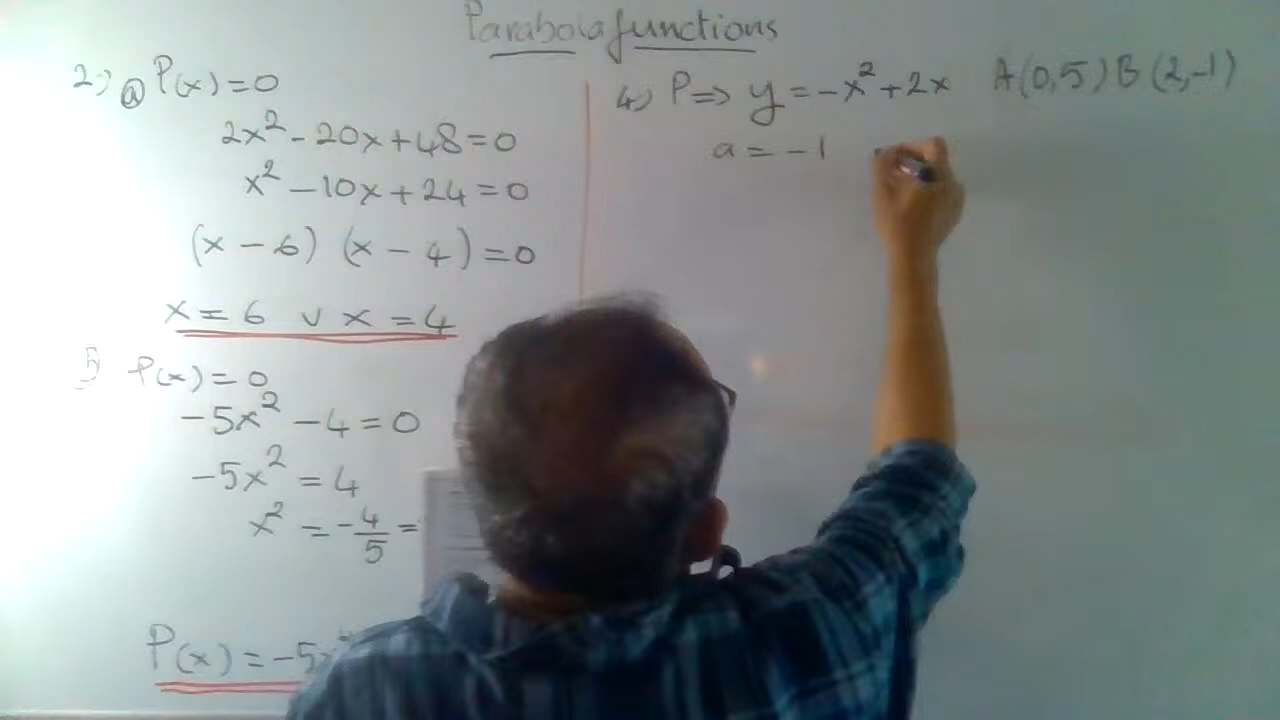 Parabola functions
2) ⓐ P(x) = 0
2x² - 20x + 48 = 0
x² - 10x + 24 = 0
(x - 6) (x - 4) = 0
x = 6 v x = 4
P(x) = 0
-5x² - 4 = 0
-5x² = 4
x² = -4/5 =
P(x) = -5x
4) P => y = -x² + 2x A(0,5) B(2,-1)
a = -1